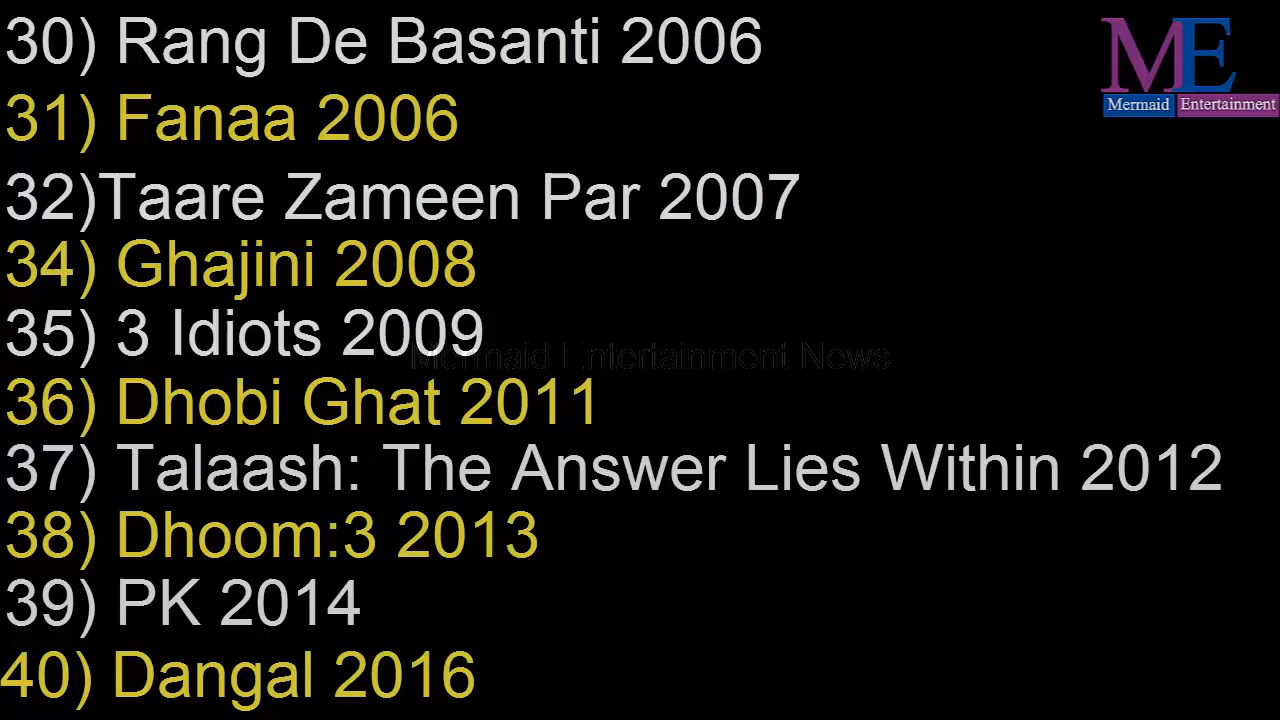 30) Rang De Basanti 2006
ME
Mermaid Entertainment
31) Fanaa 2006
32)Taare Zameen Par 2007
34) Ghajini 2008
35) 3 Idiots 2009
Mermaid Entertainment News
36) Dhobi Ghat 2011
37) Talaash: The Answer Lies Within 2012
38) Dhoom:3 2013
39) PK 2014
40) Dangal 2016